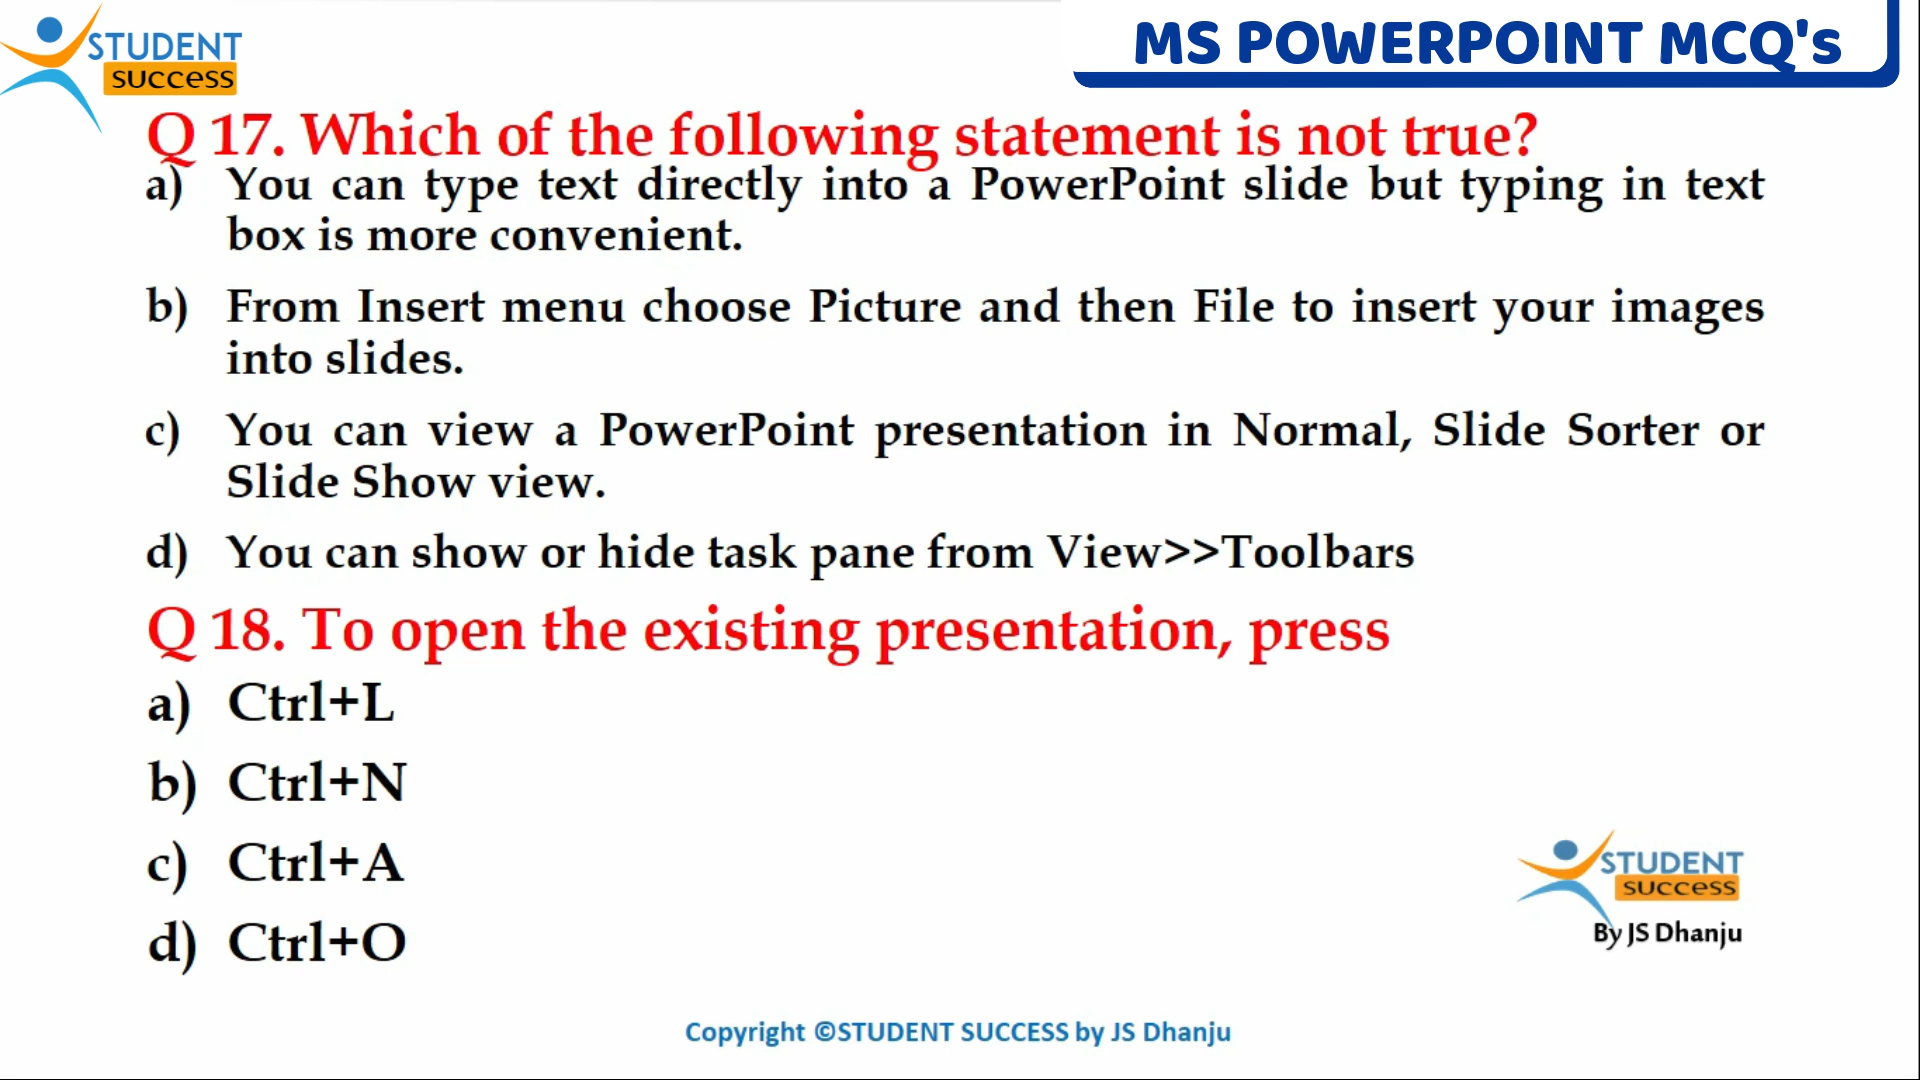 STUDENT
success
MS POWERPOINT MCQ's
Q 17. Which of the following statement is not true?
a) You can type text directly into a PowerPoint slide but typing in text
box is more convenient.
b) From Insert menu choose Picture and then File to insert your images
into slides.
c) You can view a PowerPoint presentation in Normal, Slide Sorter or
Slide Show view.
d) You can show or hide task pane from View>>Toolbars
Q 18. To open the existing presentation, press
a) Ctrl+L
b) Ctrl+N
c) Ctrl+A
d) Ctrl+O
STUDENT
success
By JS Dhanju
Copyright ©STUDENT SUCCESS by JS Dhanju